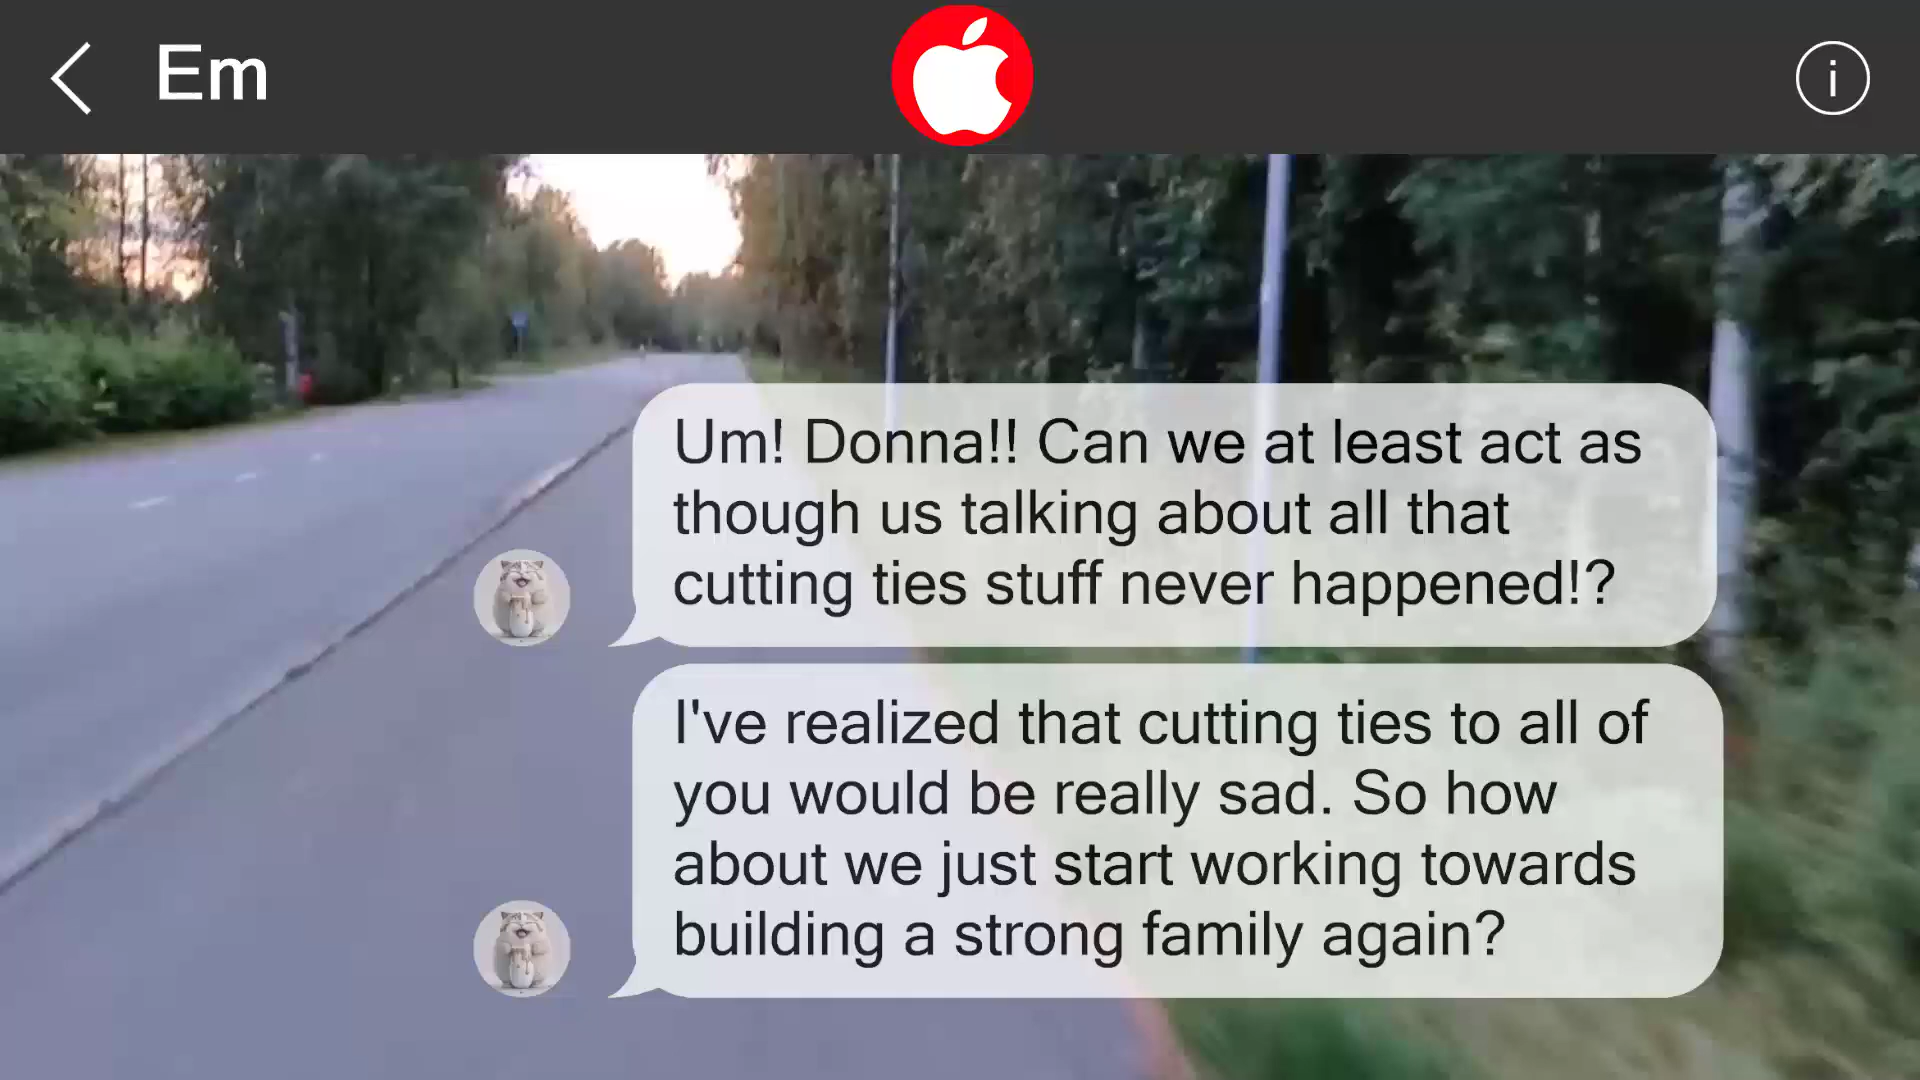 Em
i
Um! Donna!! Can we at least act as
though us talking about all that
cutting ties stuff never happened!?
I've realized that cutting ties to all of
you would be really sad. So how
about we just start working towards
building a strong family again?